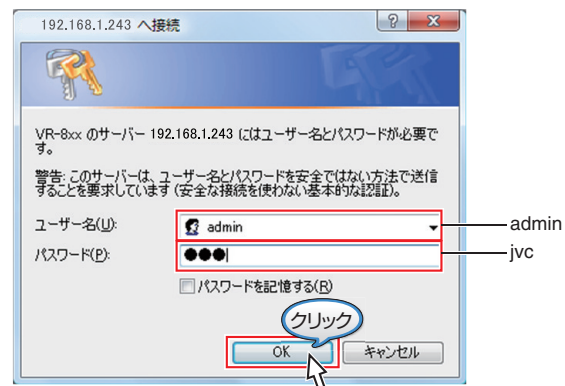 192.168.1.243 へ接続
VR-8xx のサーバー 192.168.1.243 にはユーザー名とパスワードが必要で
す。
警告: このサーバーは、ユーザー名とパスワードを安全ではない方法で送信
することを要求しています (安全な接続を使わない基本的な認証)。
ユーザー名(U):
admin
admin
パスワード(P):
●●●
jvc
パスワードを記憶する(R)
クリック
OK
キャンセル